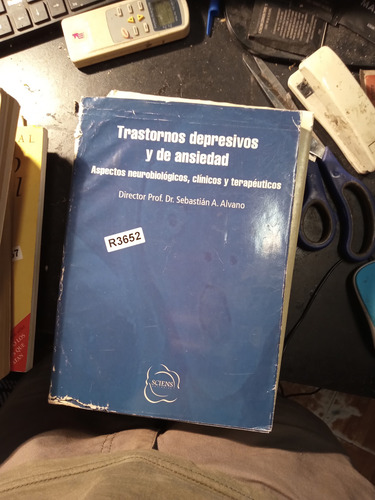 Trastornos depresivos
y de ansiedad
Aspectos neurobiológicos, clínicos y terapéuticos
Director Prof. Dr. Sebastián A. Alvano
R3652
SCIENS